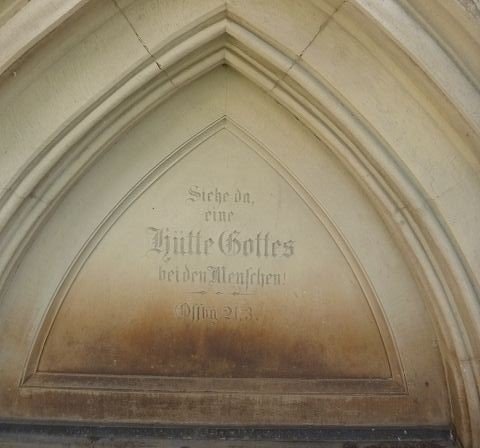 Siehe da,
eine
Hütte Gottes
bei den Menschen!
Offbg. 21,3.